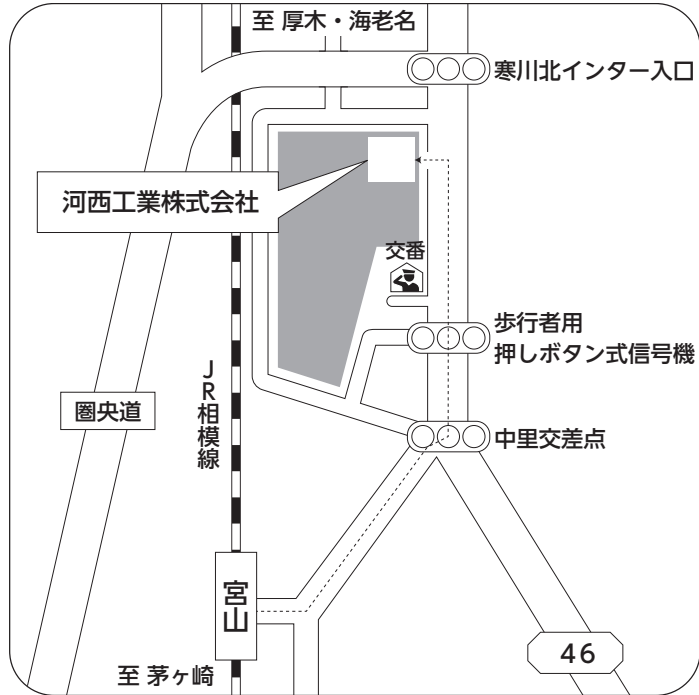 至 厚木・海老名
寒川北インター入口
河西工業株式会社
交番
歩行者用
押しボタン式信号機
JR相模線
圏央道
中里交差点
宮山
46
至 茅ヶ崎